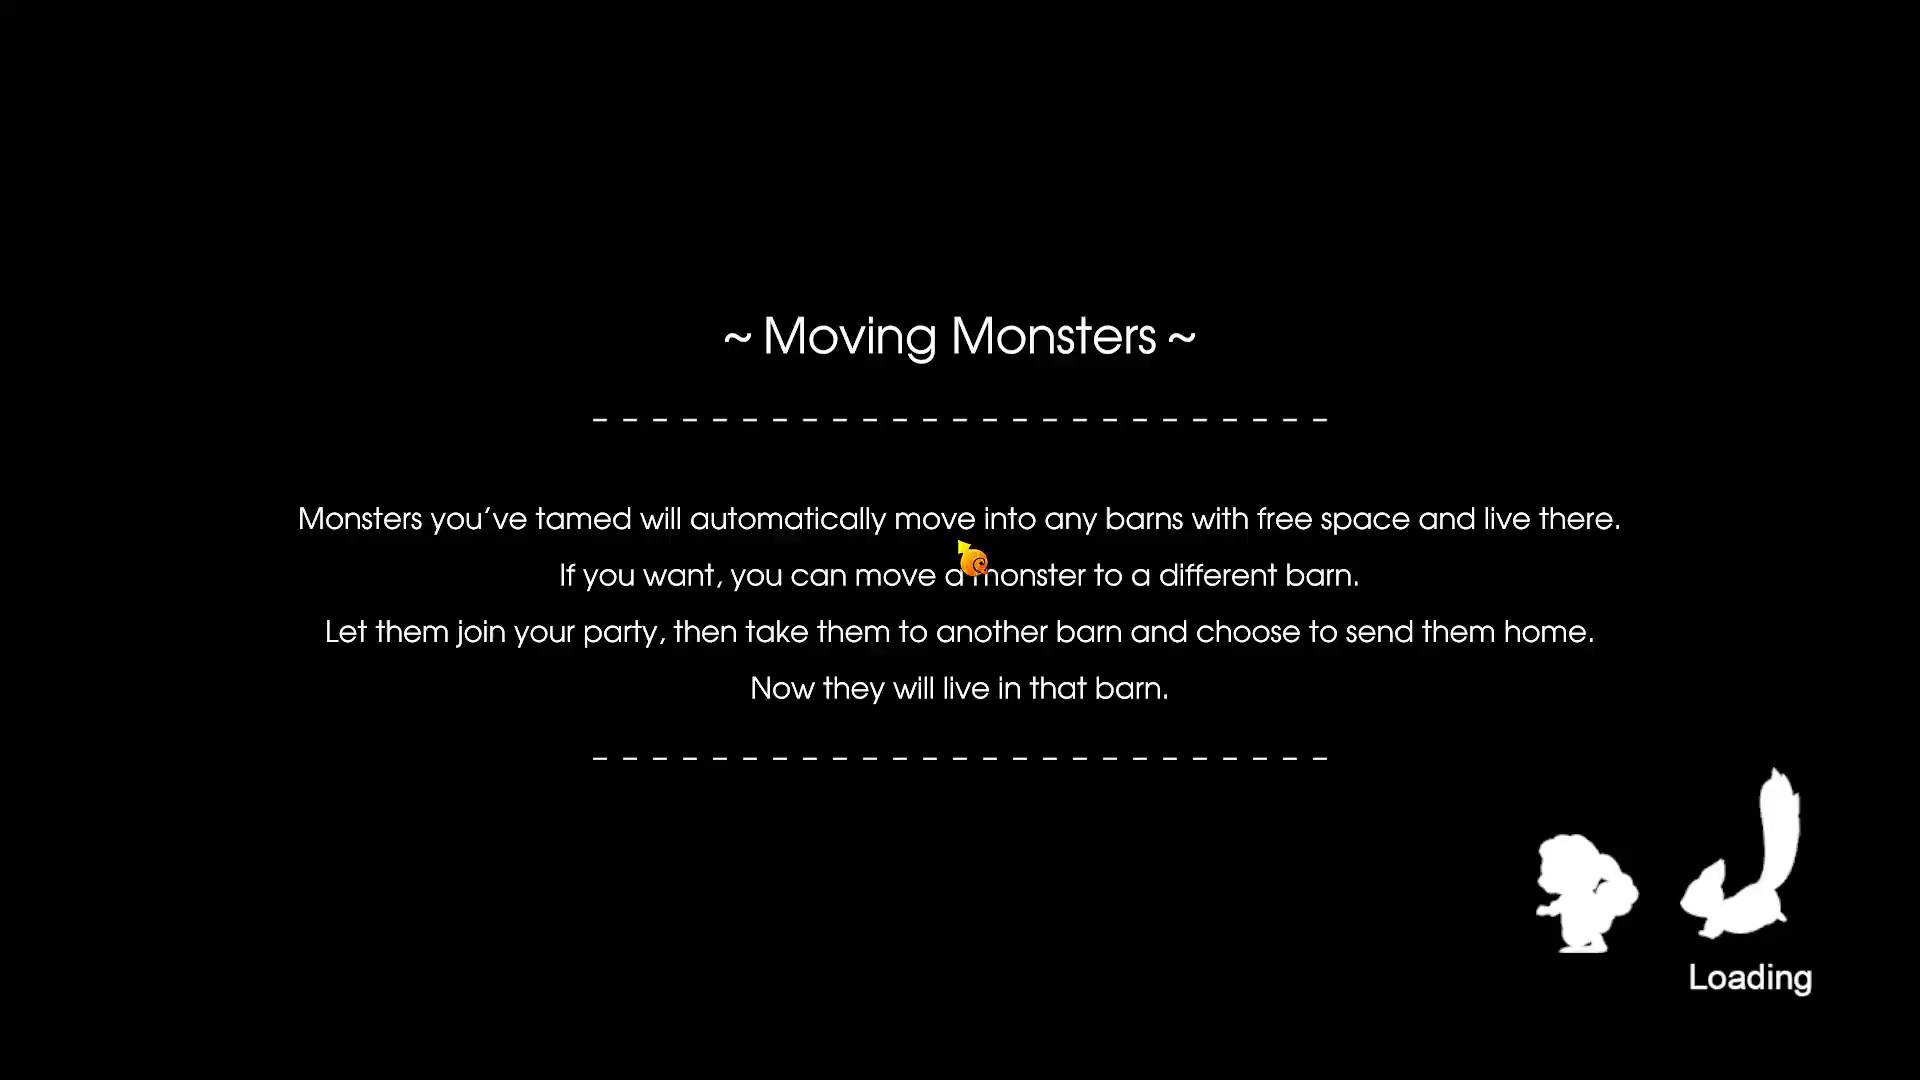 ~ Moving Monsters ~
– – – – – – – – – – – – – – – – – – – – – – – – –
Monsters you’ve tamed will automatically move into any barns with free space and live there.
If you want, you can move a monster to a different barn.
Let them join your party, then take them to another barn and choose to send them home.
Now they will live in that barn.
– – – – – – – – – – – – – – – – – – – – – – – – –
Loading